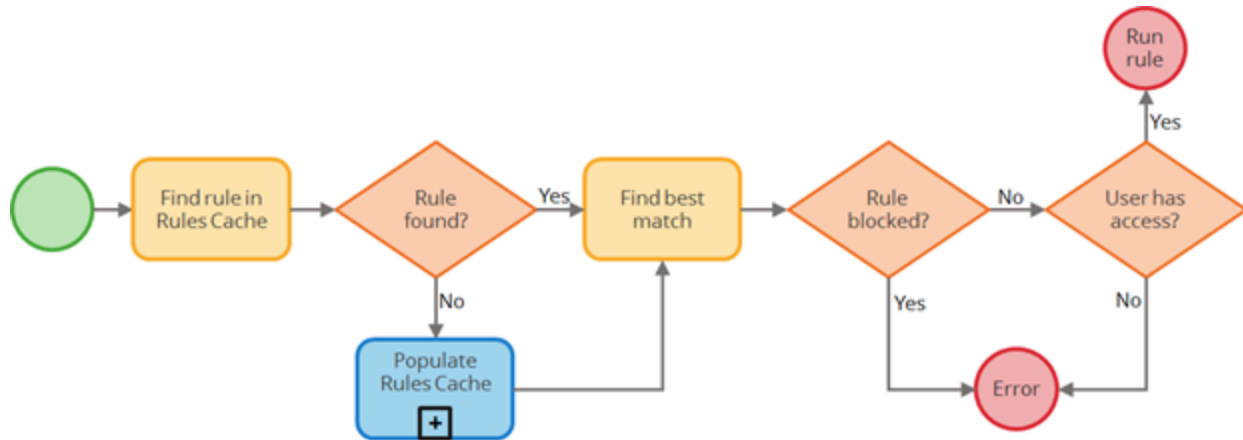 Run
rule
Yes
Find rule in
Rules Cache
Rule
found?
Yes
Find best
match
Rule
blocked?
No
User has
access?
No
Populate
Rules Cache
+
Yes
No
Error